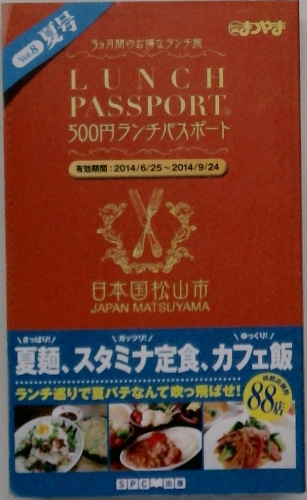 Vol.8 夏号
まつやま
3ヵ月間のお得なランチ旅
LUNCH
PASSPORT®
500円ランチパスポート
有効期間:2014/6/25～2014/9/24
日本国松山市
JAPAN MATSUYAMA
さっぱり! ガッツリ! ゆっくり!
夏麺、スタミナ定食、カフェ飯
ランチ巡りで夏バテなんて吹っ飛ばせ!
88店
SPC 出版